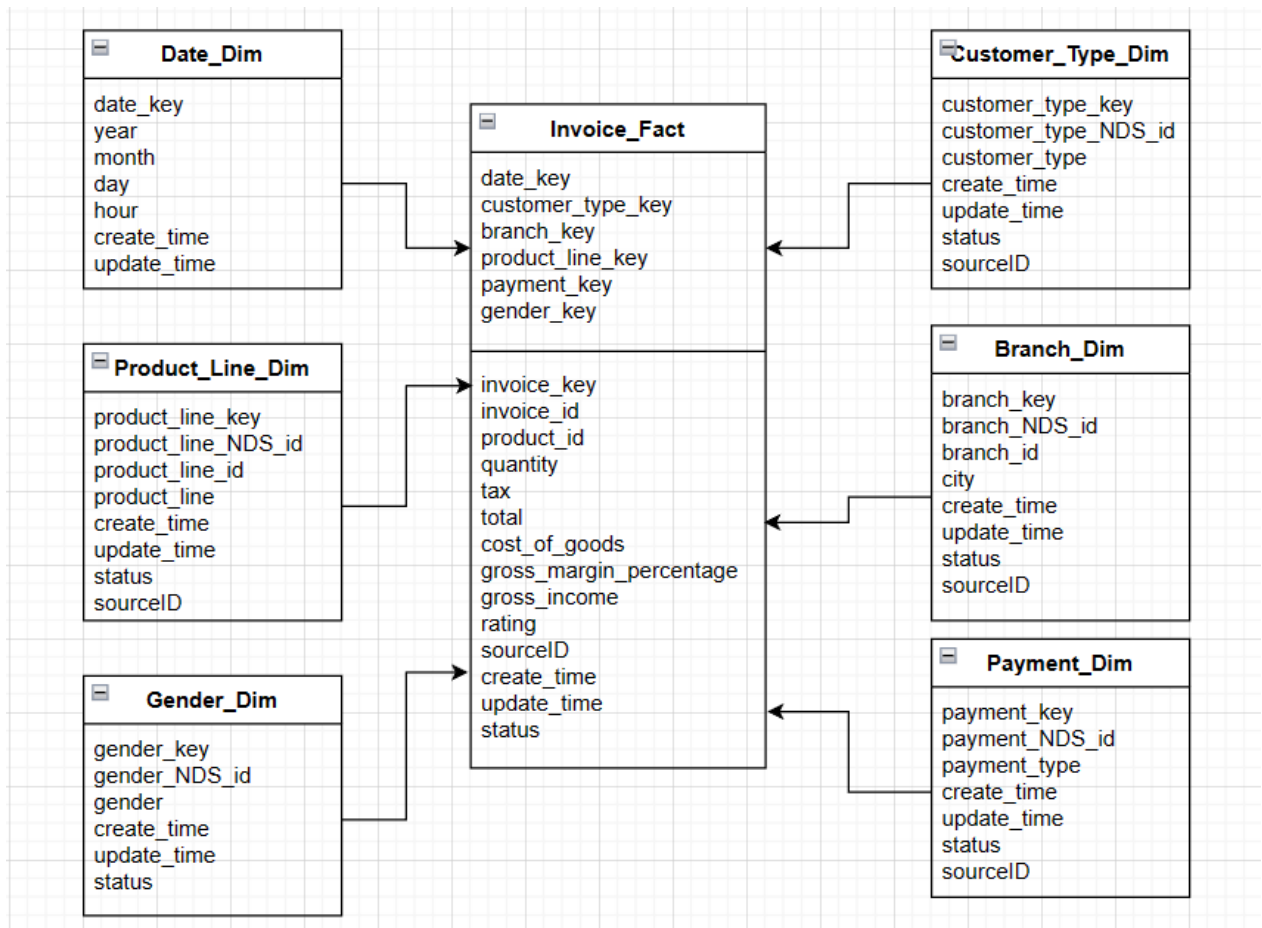 Date_Dim
date_key
year
month
day
hour
create_time
update_time
Product_Line_Dim
product_line_key
product_line_NDS_id
product_line_id
product_line
create_time
update_time
status
sourceID
Gender_Dim
gender_key
gender_NDS_id
gender
create_time
update_time
status
Invoice_Fact
date_key
customer_type_key
branch_key
product_line_key
payment_key
gender_key
invoice_key
invoice_id
product_id
quantity
tax
total
cost_of_goods
gross_margin_percentage
gross_income
rating
sourceID
create_time
update_time
status
Customer_Type_Dim
customer_type_key
customer_type_NDS_id
customer_type
create_time
update_time
status
sourceID
Branch_Dim
branch_key
branch_NDS_id
branch_id
city
create_time
update_time
status
sourceID
Payment_Dim
payment_key
payment_NDS_id
payment_type
create_time
update_time
status
sourceID